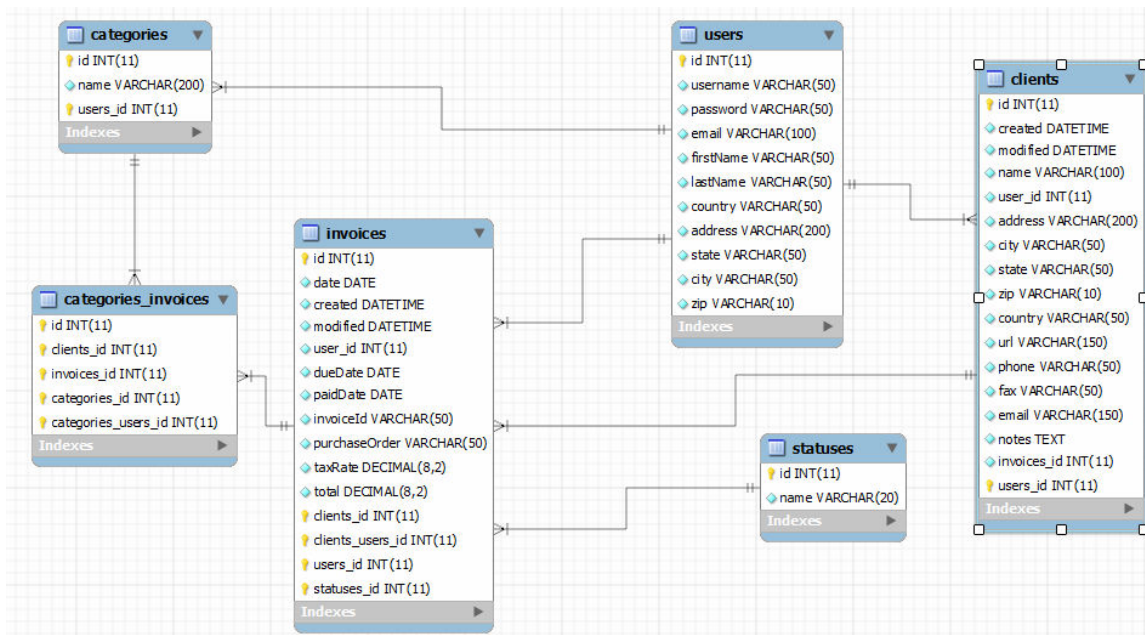 categories
id INT(11)
name VARCHAR(200)
users_id INT(11)
Indexes
users
id INT(11)
username VARCHAR(50)
password VARCHAR(50)
email VARCHAR(100)
firstName VARCHAR(50)
lastName VARCHAR(50)
country VARCHAR(50)
address VARCHAR(200)
state VARCHAR(50)
city VARCHAR(50)
zip VARCHAR(10)
Indexes
clients
id INT(11)
created DATETIME
modified DATETIME
name VARCHAR(100)
user_id INT(11)
address VARCHAR(200)
city VARCHAR(50)
state VARCHAR(50)
zip VARCHAR(10)
country VARCHAR(50)
url VARCHAR(150)
phone VARCHAR(50)
fax VARCHAR(50)
email VARCHAR(150)
notes TEXT
invoices_id INT(11)
users_id INT(11)
Indexes
invoices
id INT(11)
date DATE
created DATETIME
modified DATETIME
user_id INT(11)
dueDate DATE
paidDate DATE
invoiceId VARCHAR(50)
purchaseOrder VARCHAR(50)
taxRate DECIMAL(8,2)
total DECIMAL(8,2)
clients_id INT(11)
clients_users_id INT(11)
users_id INT(11)
statuses_id INT(11)
Indexes
categories_invoices
id INT(11)
clients_id INT(11)
invoices_id INT(11)
categories_id INT(11)
categories_users_id INT(11)
Indexes
statuses
id INT(11)
name VARCHAR(20)
Indexes